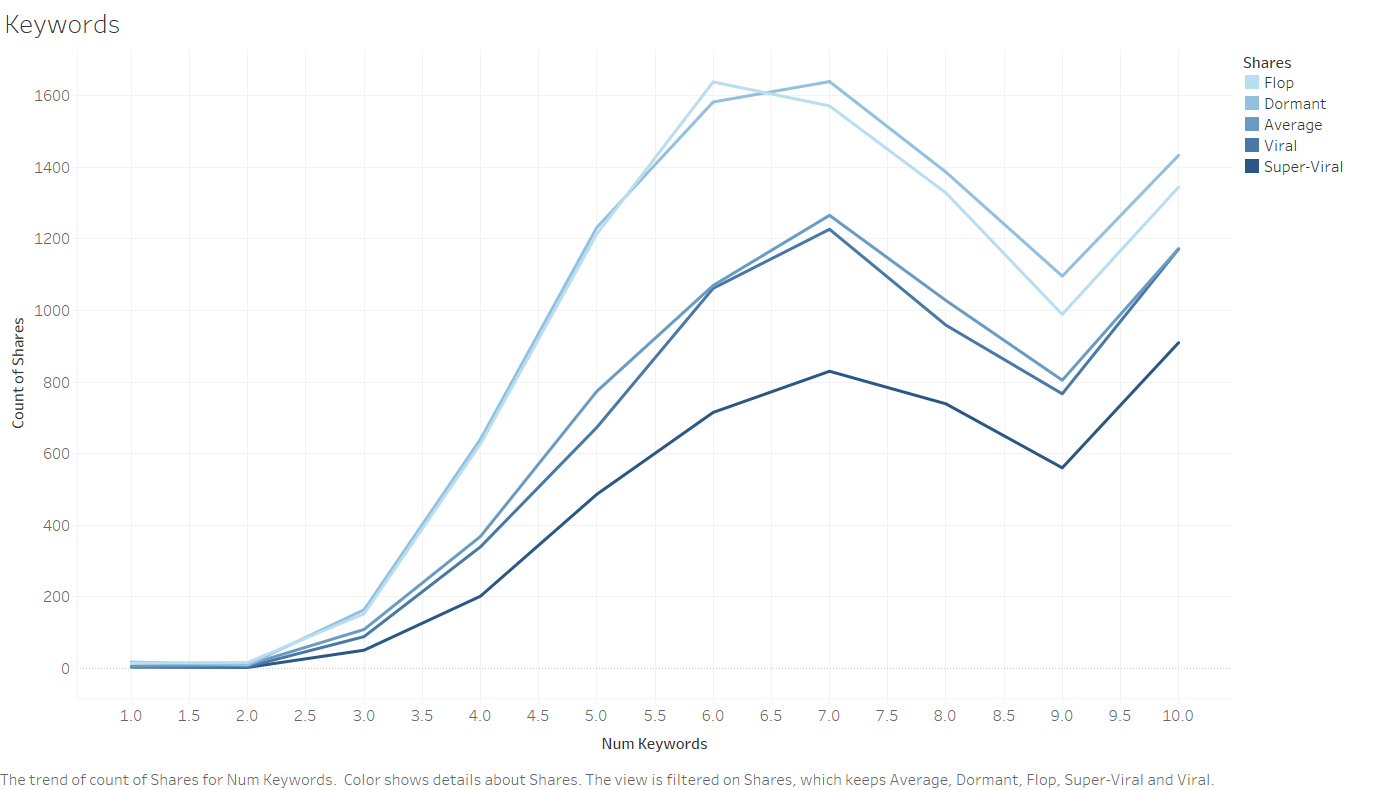 Keywords
Shares
Flop
Dormant
Average
Viral
Super-Viral
Count of Shares
1600
1400
1200
1000
800
600
400
200
0
1.0 1.5 2.0 2.5 3.0 3.5 4.0 4.5 5.0 5.5 6.0 6.5 7.0 7.5 8.0 8.5 9.0 9.5 10.0
Num Keywords
The trend of count of Shares for Num Keywords.  Color shows details about Shares. The view is filtered on Shares, which keeps Average, Dormant, Flop, Super-Viral and Viral.